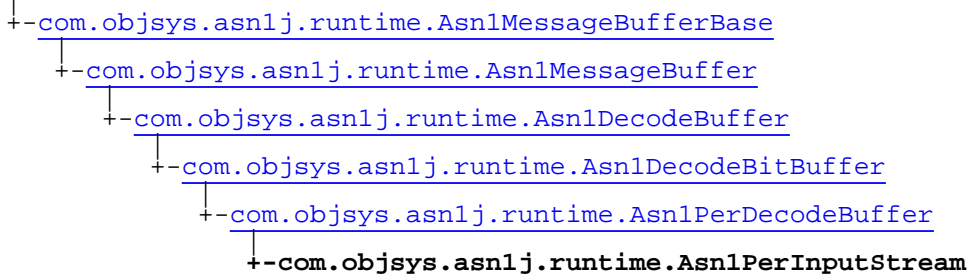 +-com.objsys.asn1j.runtime.Asn1MessageBufferBase
+-com.objsys.asn1j.runtime.Asn1MessageBuffer
+-com.objsys.asn1j.runtime.Asn1DecodeBuffer
+-com.objsys.asn1j.runtime.Asn1DecodeBitBuffer
+-com.objsys.asn1j.runtime.Asn1PerDecodeBuffer
+-com.objsys.asn1j.runtime.Asn1PerInputStream